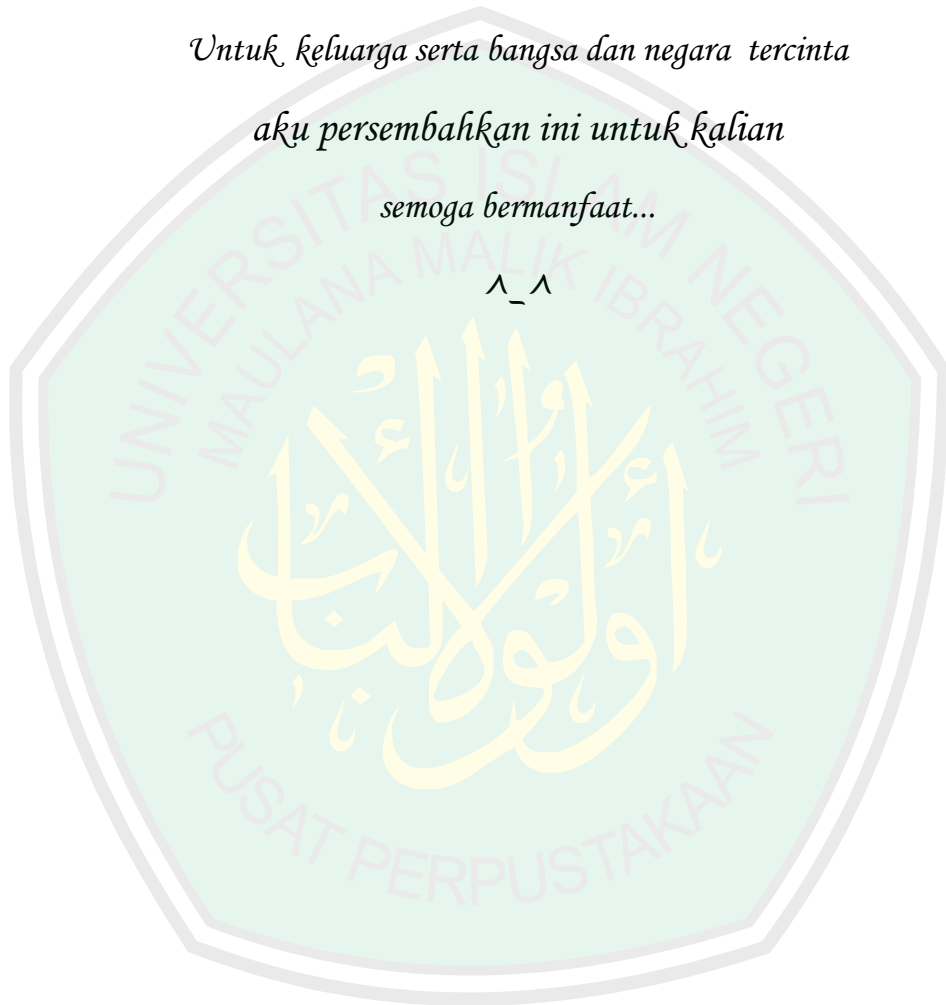 Untuk keluarga serta bangsa dan negara tercinta
aku persembahkan ini untuk kalian
semoga bermanfaat...
^_^
UNIVERSITAS ISLAM NEGERI
MAULANA MALIK IBRAHIM
أولو الألباب
PUSAT PERPUSTAKAAN